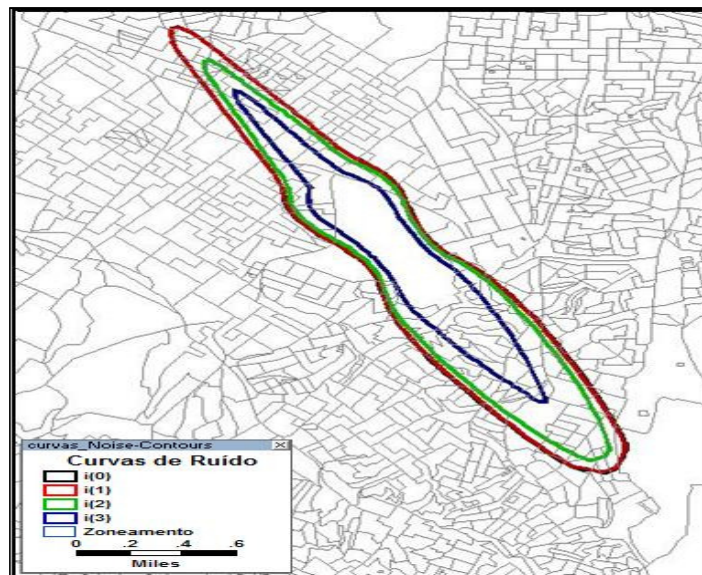 curvas_Noise-Contours
Curvas de Ruído
i(0)
i(1)
i(2)
i(3)
Zoneamento
0 .2 .4 .6
Miles